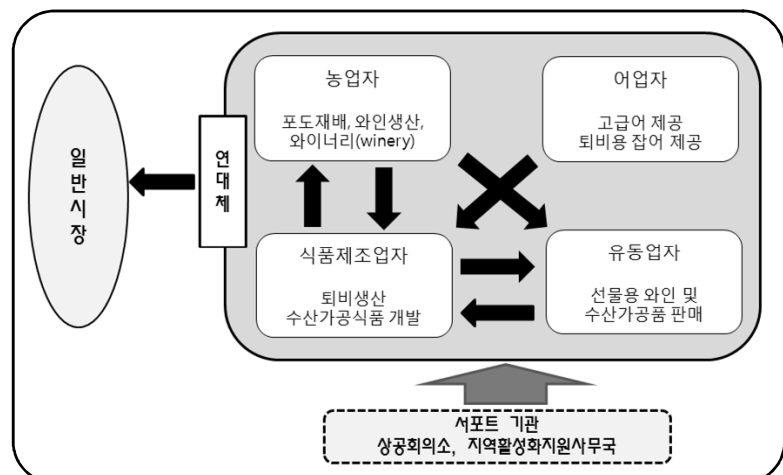 농업자
포도재배, 와인생산,
와이너리(winery)
어업자
고급어 제공
퇴비용 잡어 제공
일반시장
연대체
식품제조업자
퇴비생산
수산가공식품 개발
유동업자
선물용 와인 및
수산가공품 판매
서포트 기관
상공회의소, 지역활성화지원사무국